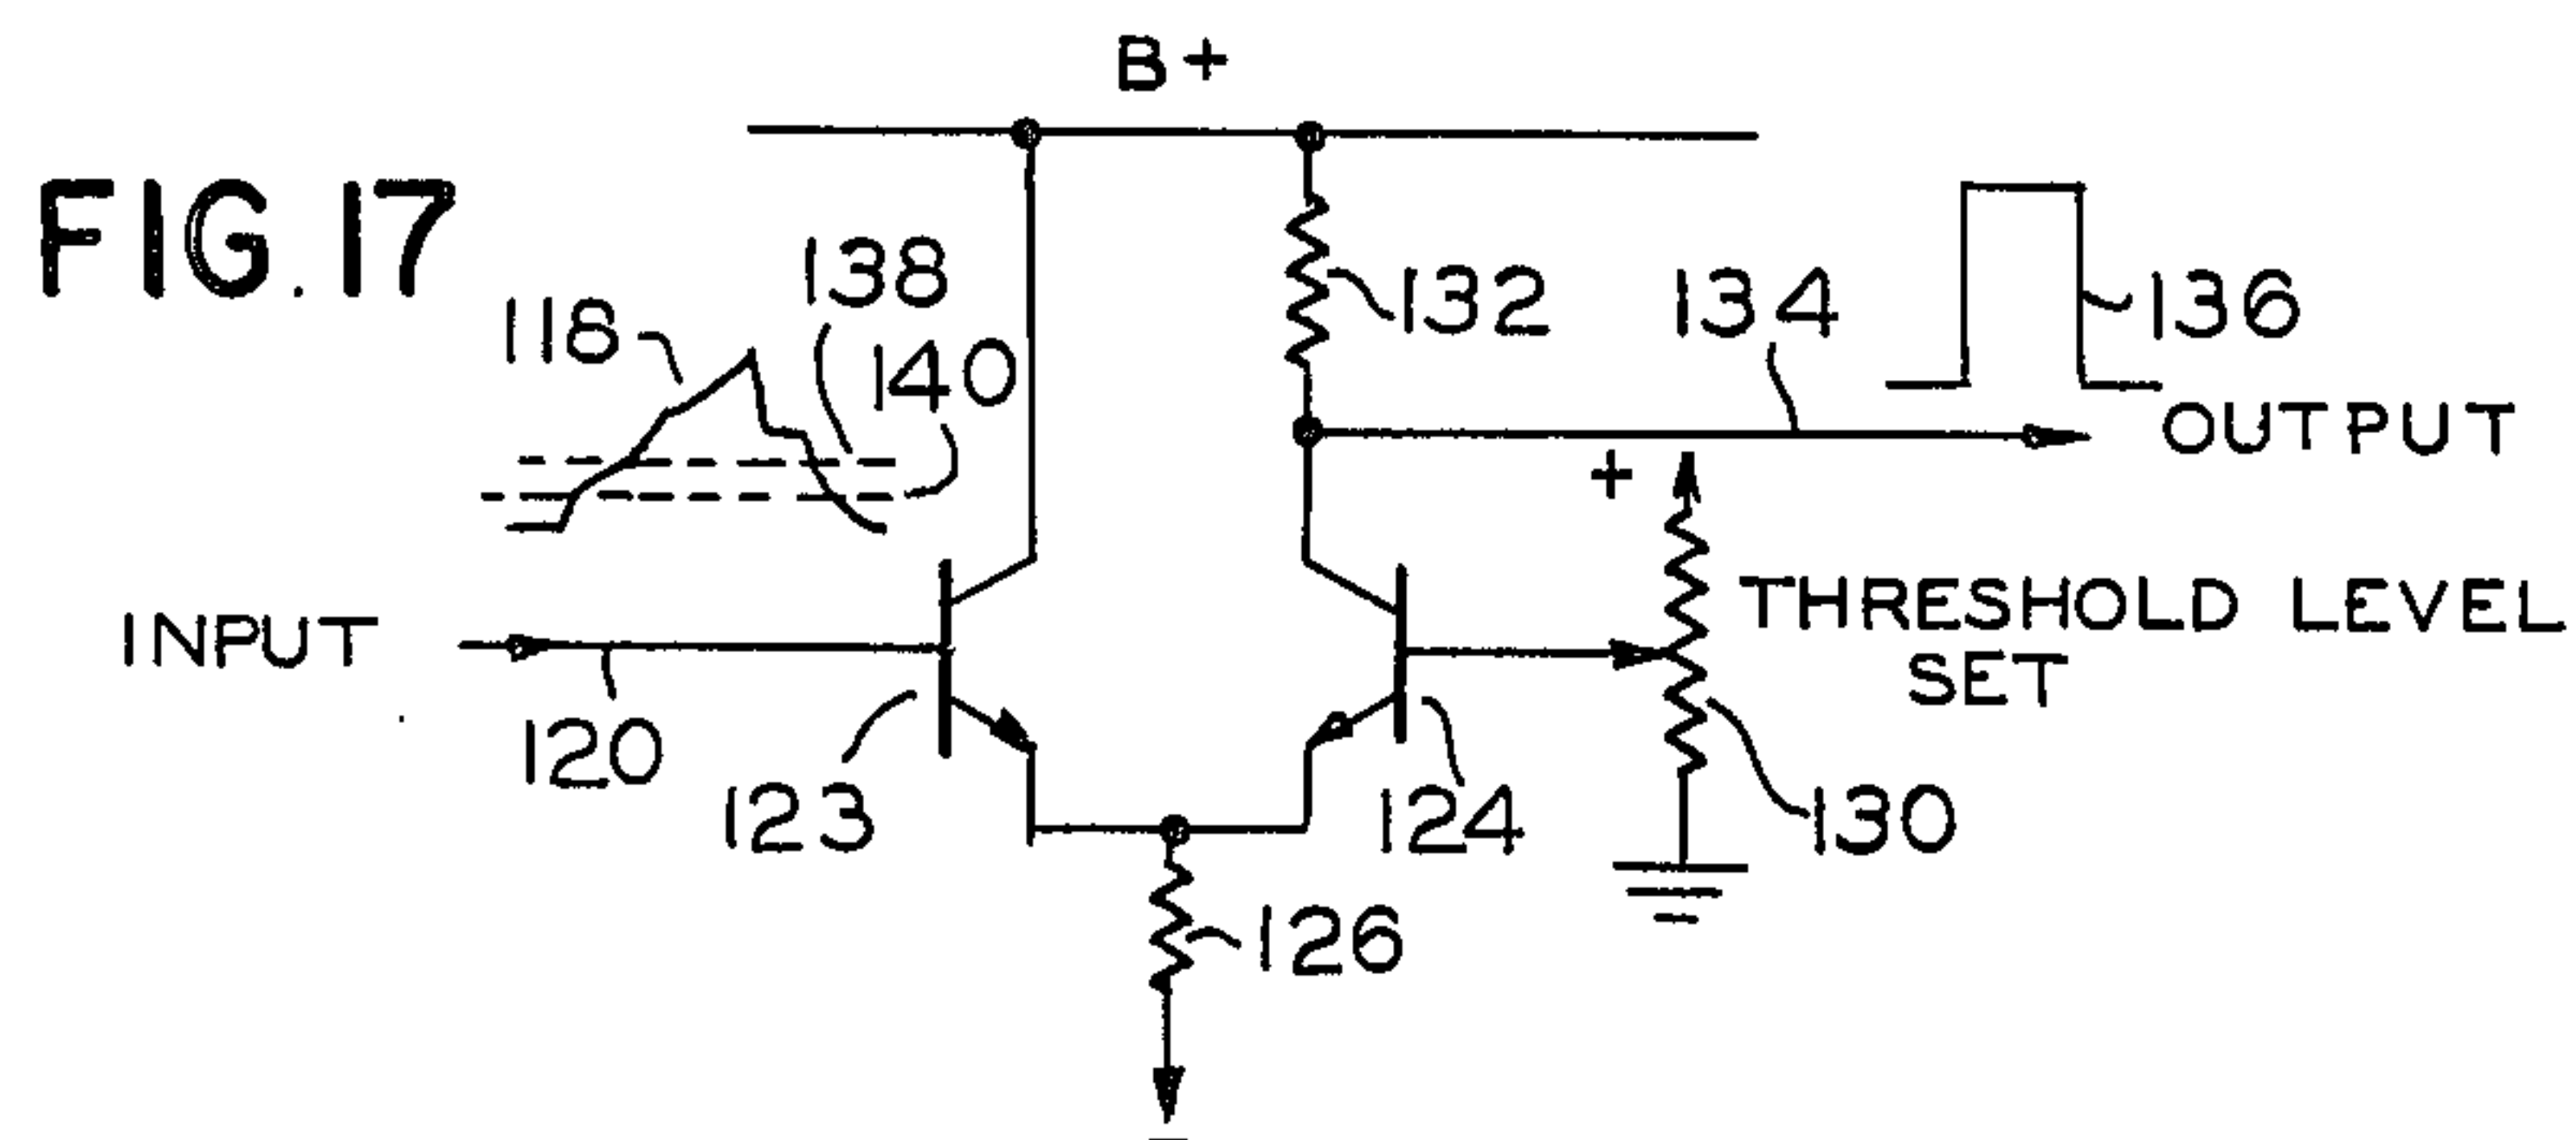 B+
FIG. 17
138
118
140
132
134
136
OUTPUT
+
INPUT
THRESHOLD LEVEL
SET
120
123
124
130
126
-